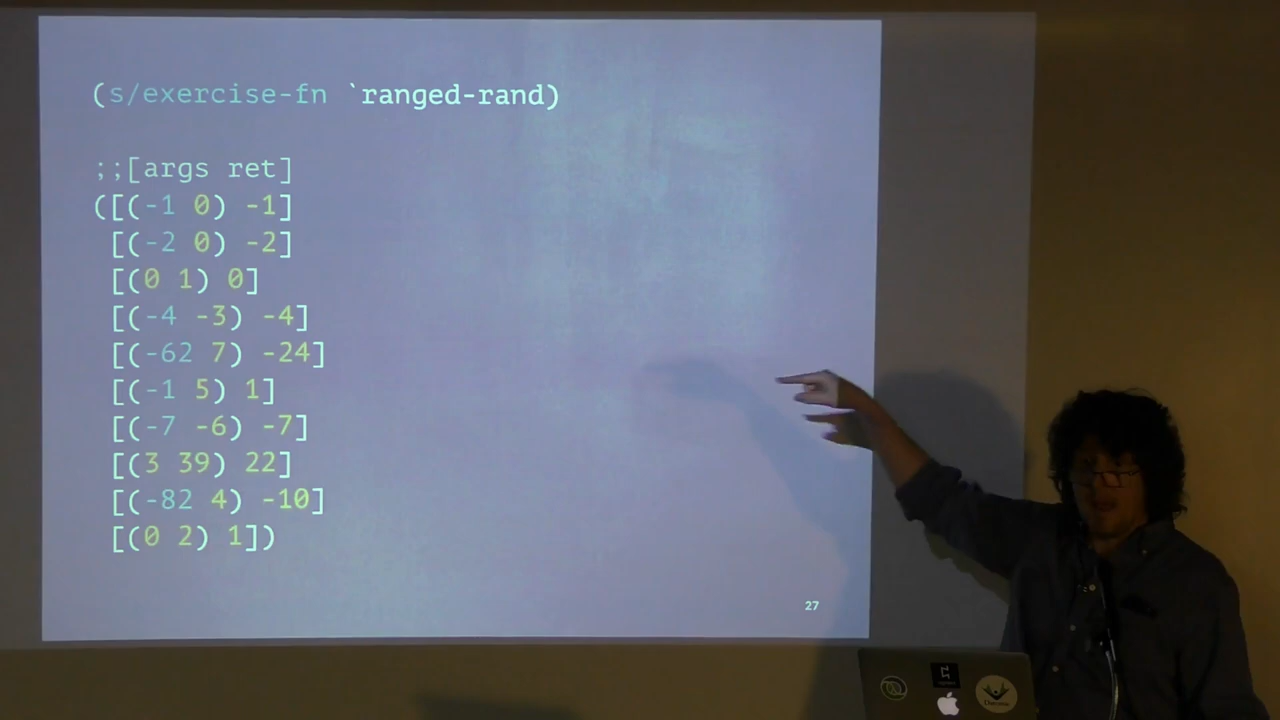 (s/exercise-fn `ranged-rand)
;;[args ret]
([(-1 0) -1]
[(-2 0) -2]
[(0 1) 0]
[(-4 -3) -4]
[(-62 7) -24]
[(-1 5) 1]
[(-7 -6) -7]
[(3 39) 22]
[(-82 4) -10]
[(0 2) 1])
27